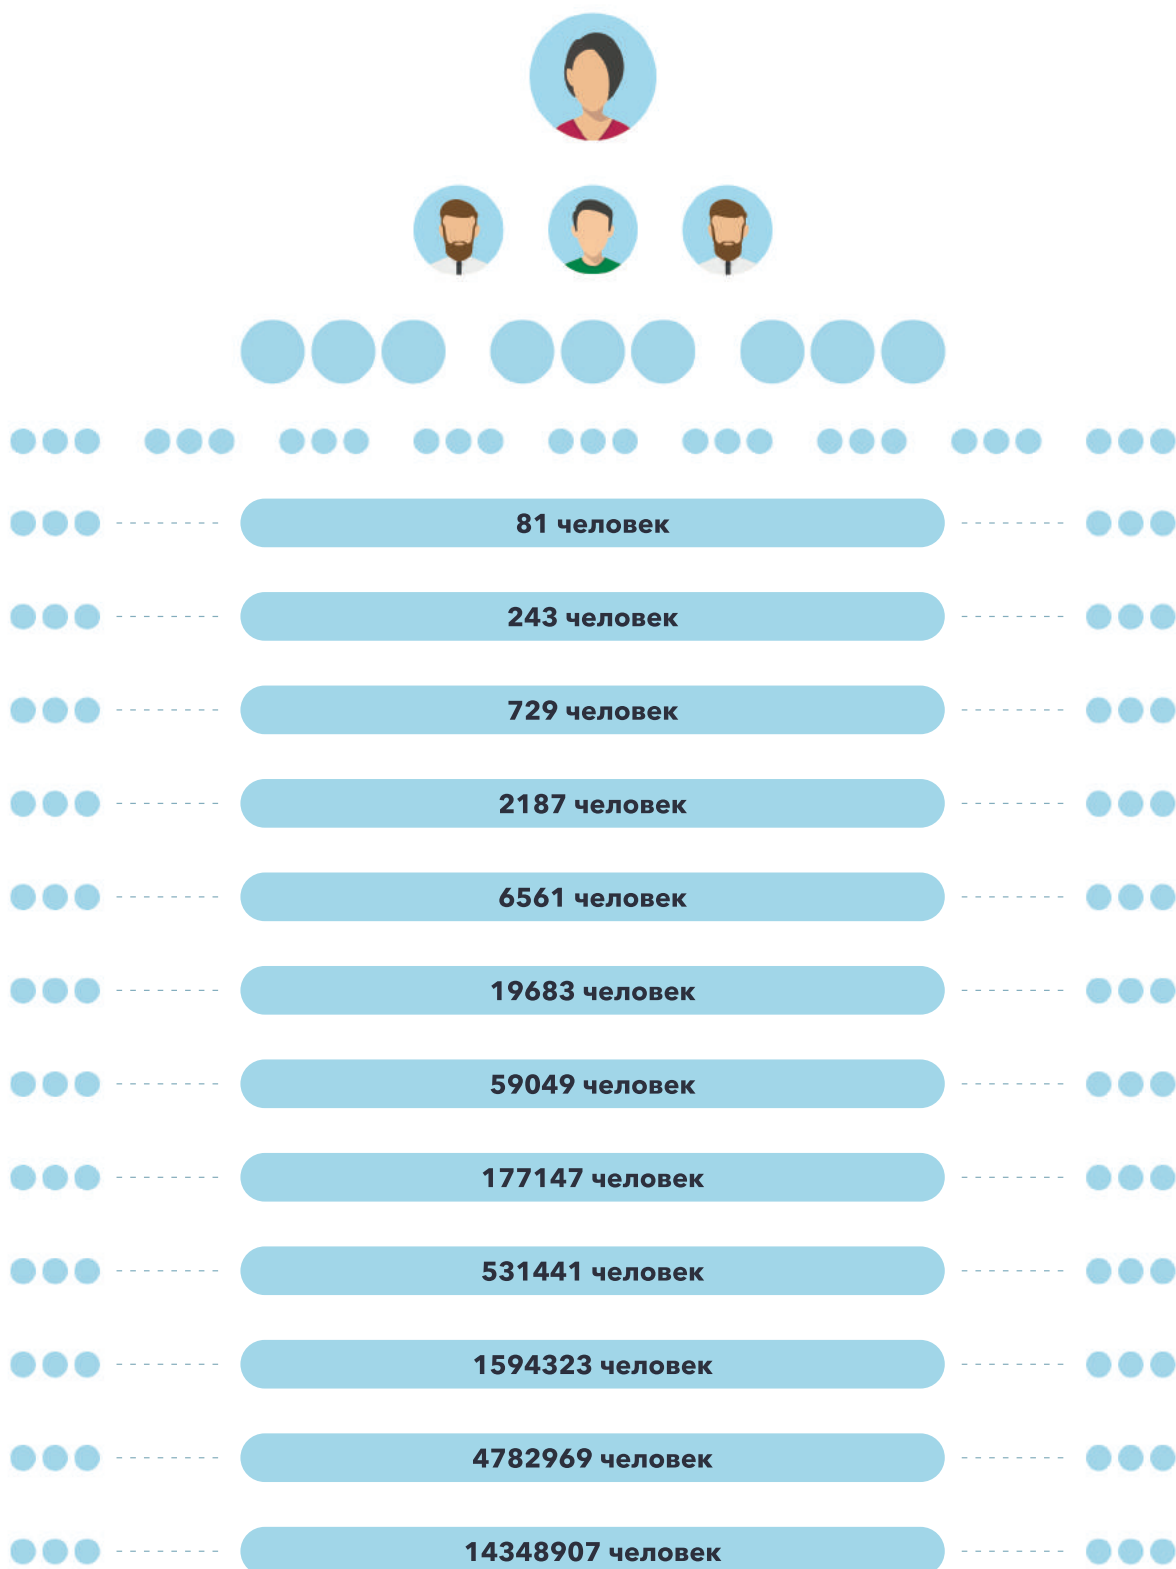 81 человек
243 человек
729 человек
2187 человек
6561 человек
19683 человек
59049 человек
177147 человек
531441 человек
1594323 человек
4782969 человек
14348907 человек